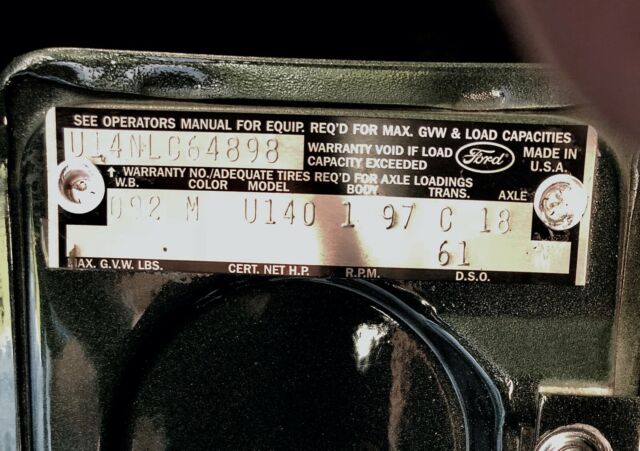 SEE OPERATORS MANUAL FOR EQUIP. REQ'D FOR MAX. GVW & LOAD CAPACITIES
U14NLC64898
WARRANTY VOID IF LOAD CAPACITY EXCEEDED
Ford
MADE IN U.S.A.
↑ WARRANTY NO./ADEQUATE TIRES REQ'D FOR AXLE LOADINGS
W.B. COLOR MODEL BODY TRANS. AXLE
092 M U140 1 97 C 18
61
MAX. G.V.W. LBS. CERT. NET H.P. R.P.M. D.S.O.